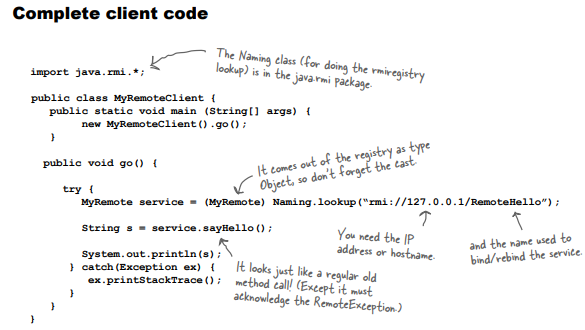 Complete client code
The Naming class (for doing the rmiregistry
lookup) is in the java.rmi package.
import java.rmi.*;
public class MyRemoteClient {
public static void main (String[] args) {
new MyRemoteClient().go();
}
public void go() {
It comes out of the registry as type
Object, so don't forget the cast.
try {
MyRemote service = (MyRemote) Naming.lookup(“rmi://127.0.0.1/RemoteHello”);
String s = service.sayHello();
You need the IP
address or hostname.
and the name used to
bind/rebind the service.
System.out.println(s);
} catch(Exception ex) {
ex.printStackTrace();
}
}
}
It looks just like a regular old
method call! (Except it must
acknowledge the RemoteException.)